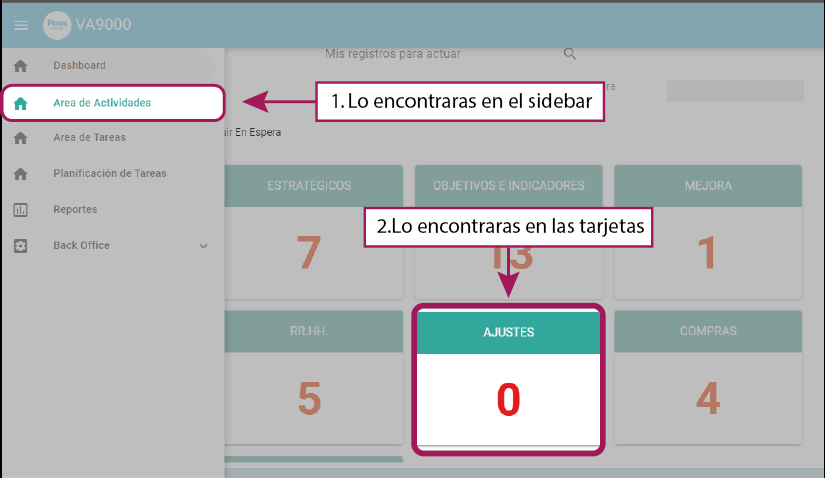 Flows
VA9000
Mis registros para actuar
Dashboard
Area de Actividades
1. Lo encontraras en el sidebar
Area de Tareas
ir En Espera
Planificación de Tareas
ESTRATÉGICOS
OBJETIVOS E INDICADORES
MEJORA
Reportes
2.Lo encontraras en las tarjetas
Back Office
7
13
1
RR.HH.
AJUSTES
COMPRAS
5
0
4